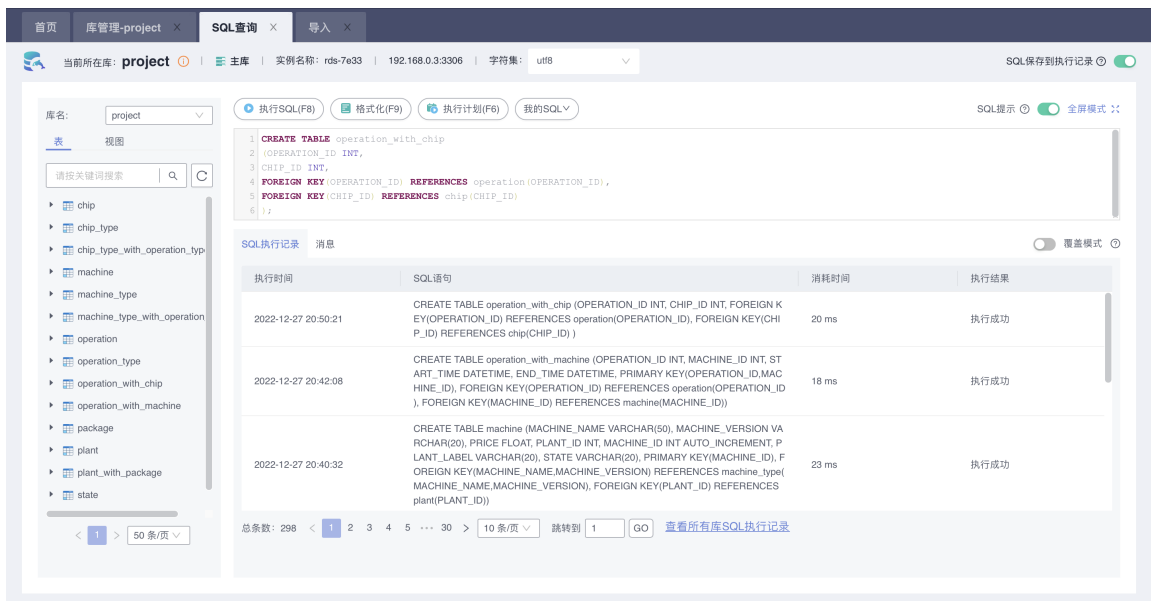 首页 库管理-project × SQL查询 × 导入 ×
当前所在库: project 主库 实例名称: rds-7e33 192.168.0.3:3306 字符集: utf8 SQL保存到执行记录
库名: project
表 视图
请按关键词搜索
chip
chip_type
chip_type_with_operation_type
machine
machine_type
machine_type_with_operation
operation
operation_type
operation_with_chip
operation_with_machine
package
plant
plant_with_package
state
< 1 > 50 条/页
执行SQL(F8) 格式化(F9) 执行计划(F6) 我的SQL SQL提示 全屏模式
1 CREATE TABLE operation_with_chip
2 (OPERATION_ID INT,
3 CHIP_ID INT,
4 FOREIGN KEY(OPERATION_ID) REFERENCES operation(OPERATION_ID),
5 FOREIGN KEY(CHIP_ID) REFERENCES chip(CHIP_ID)
6 );
SQL执行记录 消息 覆盖模式
执行时间 SQL语句 消耗时间 执行结果
CREATE TABLE operation_with_chip (OPERATION_ID INT, CHIP_ID INT, FOREIGN K
2022-12-27 20:50:21 EY(OPERATION_ID) REFERENCES operation(OPERATION_ID), FOREIGN KEY(CHI 20 ms 执行成功
P_ID) REFERENCES chip(CHIP_ID) )
CREATE TABLE operation_with_machine (OPERATION_ID INT, MACHINE_ID INT, ST
ART_TIME DATETIME, END_TIME DATETIME, PRIMARY KEY(OPERATION_ID,MAC
2022-12-27 20:42:08 18 ms 执行成功
HINE_ID), FOREIGN KEY(OPERATION_ID) REFERENCES operation(OPERATION_ID
), FOREIGN KEY(MACHINE_ID) REFERENCES machine(MACHINE_ID))
CREATE TABLE machine (MACHINE_NAME VARCHAR(50), MACHINE_VERSION VA
RCHAR(20), PRICE FLOAT, PLANT_ID INT, MACHINE_ID INT AUTO_INCREMENT, P
LANT_LABEL VARCHAR(20), STATE VARCHAR(20), PRIMARY KEY(MACHINE_ID), F
2022-12-27 20:40:32 23 ms 执行成功
OREIGN KEY(MACHINE_NAME,MACHINE_VERSION) REFERENCES machine_type(
MACHINE_NAME,MACHINE_VERSION), FOREIGN KEY(PLANT_ID) REFERENCES
plant(PLANT_ID))
总条数: 298 < 1 2 3 4 5 ••• 30 > 10 条/页 跳转到 1 GO 查看所有库SQL执行记录